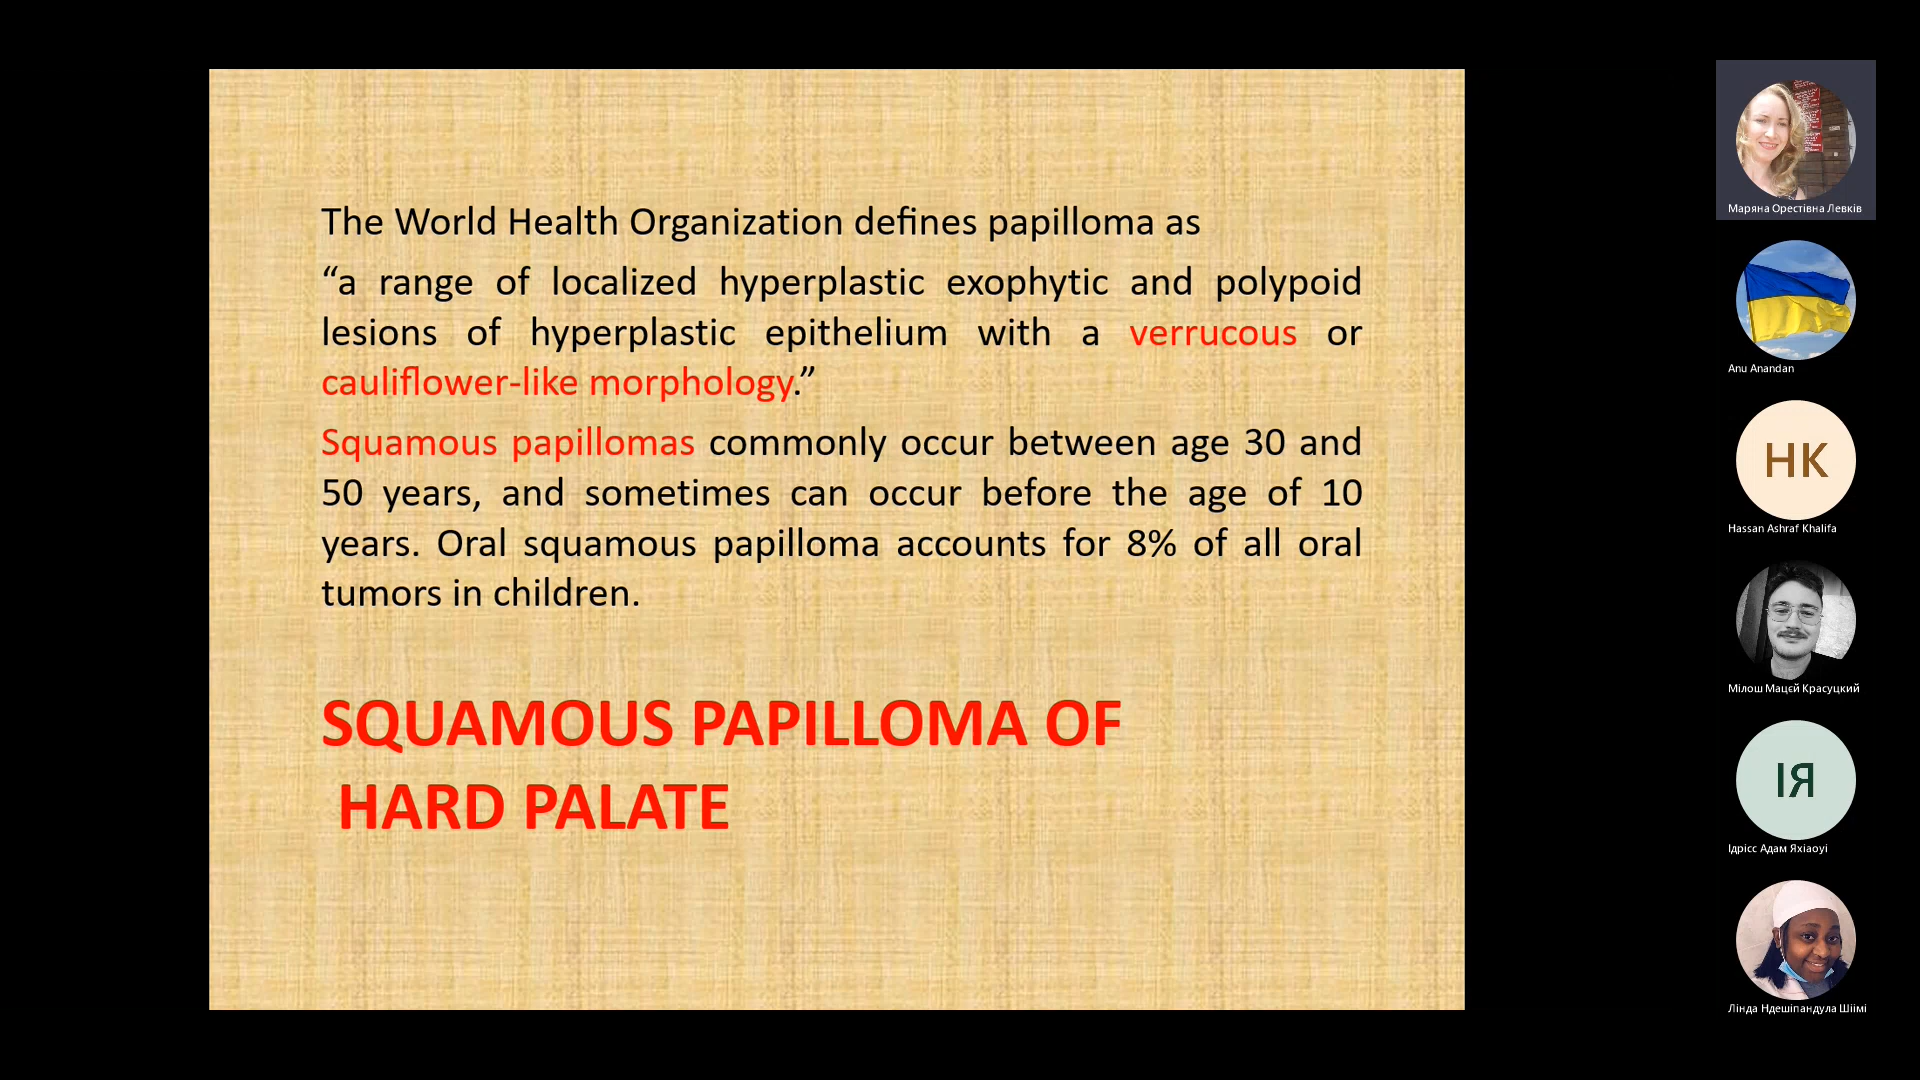 The World Health Organization defines papilloma as
“a range of localized hyperplastic exophytic and polypoid
lesions of hyperplastic epithelium with a verrucous or
cauliflower-like morphology.”
Squamous papillomas commonly occur between age 30 and
50 years, and sometimes can occur before the age of 10
years. Oral squamous papilloma accounts for 8% of all oral
tumors in children.
SQUAMOUS PAPILLOMA OF
HARD PALATE
Маряна Орестівна Левків
Anu Anandan
HK
Hassan Ashraf Khalifa
Мілош Мацєй Красуцкий
ІЯ
Ідрісс Адам Яхіаоуі
Лінда Ндешіпандула Шіімі